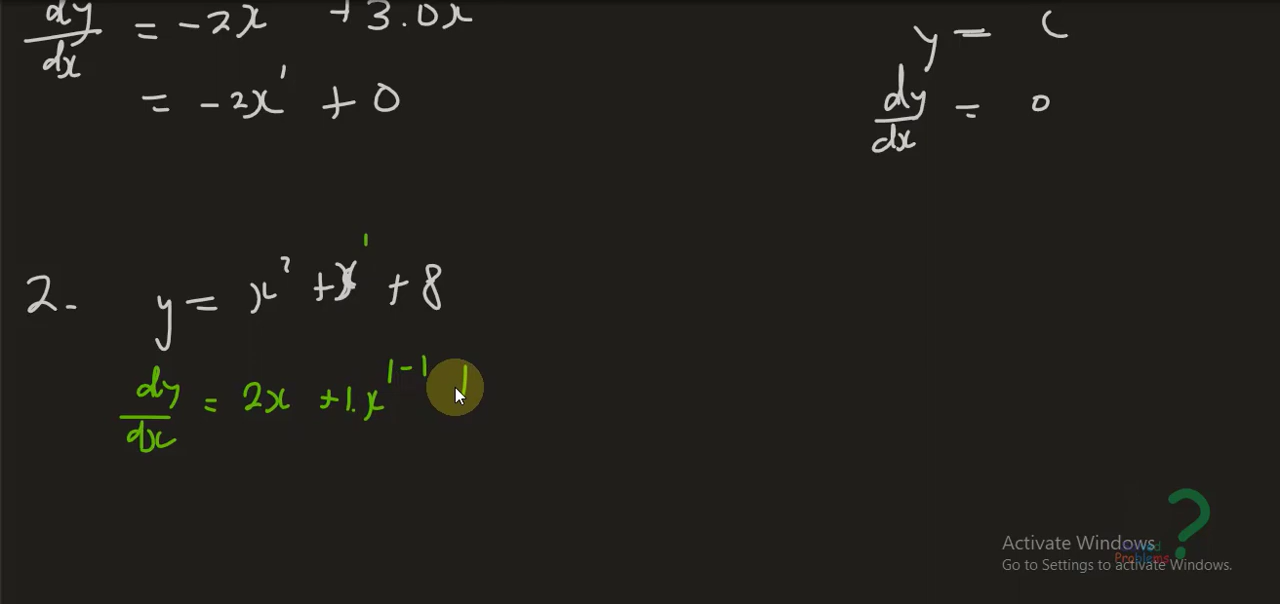 dy/dx = -2x + 3.0x
= -2x¹ + 0
y = C
dy/dx = 0
2. y = x² + x¹ + 8
dy/dx = 2x + 1.x¹⁻¹
Problems
Activate Windows
Go to Settings to activate Windows.